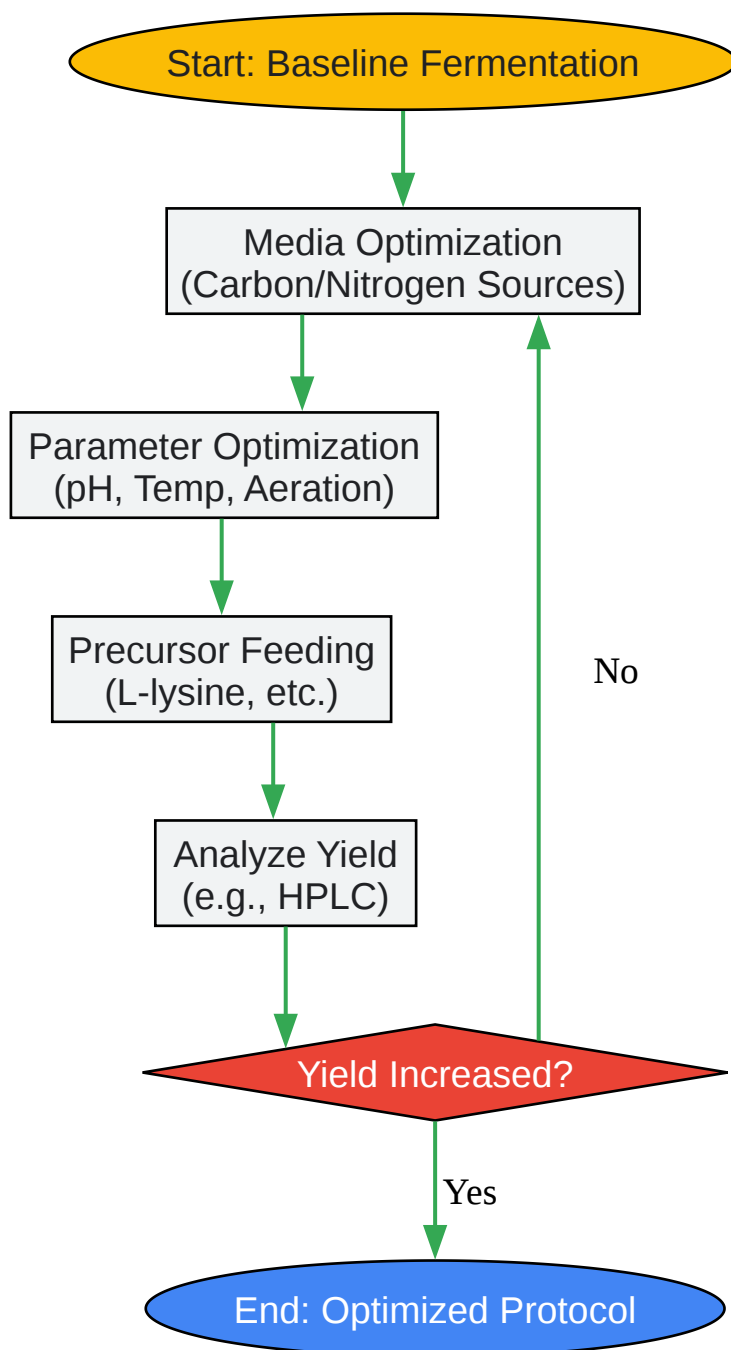 Start: Baseline Fermentation
Media Optimization
(Carbon/Nitrogen Sources)
Parameter Optimization
(pH, Temp, Aeration)
Precursor Feeding
(L-lysine, etc.)
No
Analyze Yield
(e.g., HPLC)
Yield Increased?
Yes
End: Optimized Protocol